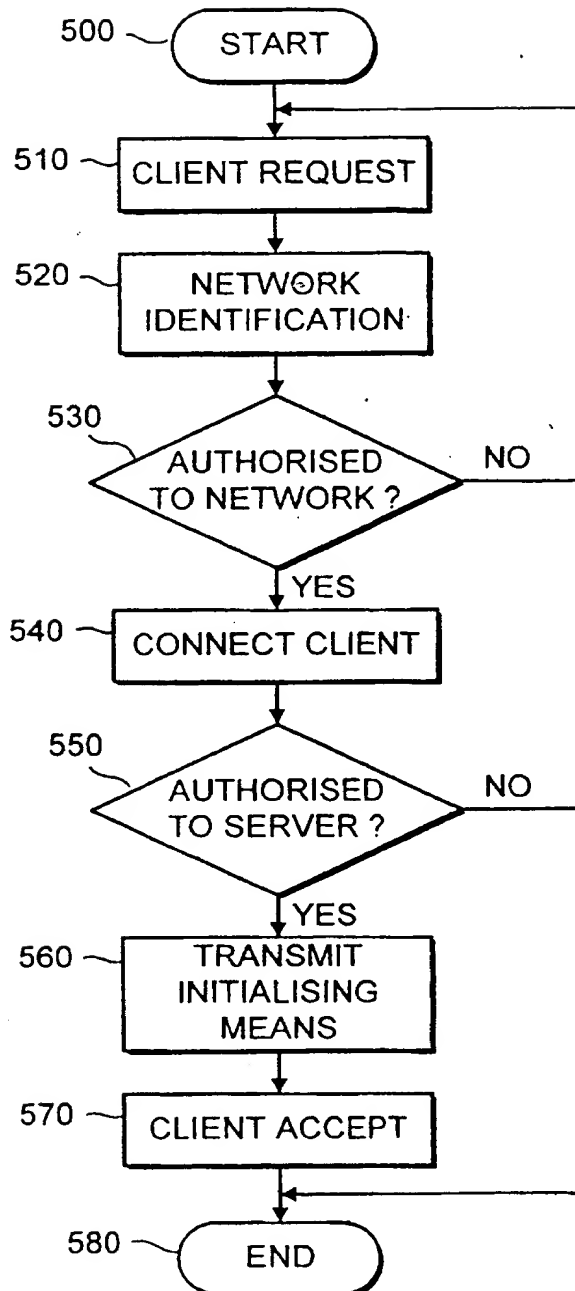 500
START
510
CLIENT REQUEST
520
NETWORK
IDENTIFICATION
530
AUTHORISED
TO NETWORK ?
NO
YES
540
CONNECT CLIENT
550
AUTHORISED
TO SERVER ?
NO
YES
560
TRANSMIT
INITIALISING
MEANS
570
CLIENT ACCEPT
580
END